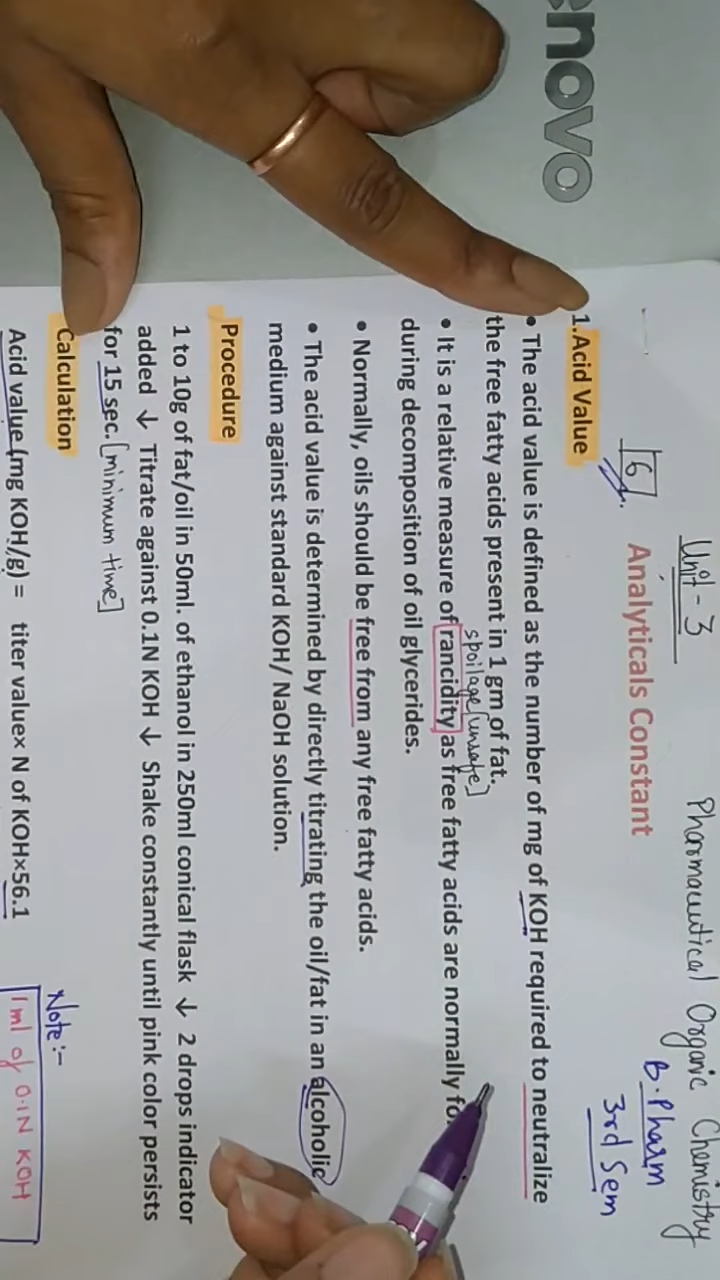 enovo
Unit-3
Pharmaceutical Organic Chemistry
B.Pharm
3rd Sem
6
Analyticals Constant
1.Acid Value
• The acid value is defined as the number of mg of KOH required to neutralize
the free fatty acids present in 1 gm of fat.
spoilage [unsafe]
• It is a relative measure of rancidity as free fatty acids are normally fo
during decomposition of oil glycerides.
• Normally, oils should be free from any free fatty acids.
• The acid value is determined by directly titrating the oil/fat in an alcoholic
medium against standard KOH/ NaOH solution.
Procedure
1 to 10g of fat/oil in 50ml. of ethanol in 250ml conical flask ↓ 2 drops indicator
added ↓ Titrate against 0.1N KOH ↓ Shake constantly until pink color persists
for 15 sec. [minimum time]
Calculation
Note:-
Acid value (mg KOH/g) = titer value× N of KOH×56.1
1ml of 0.1N KOH